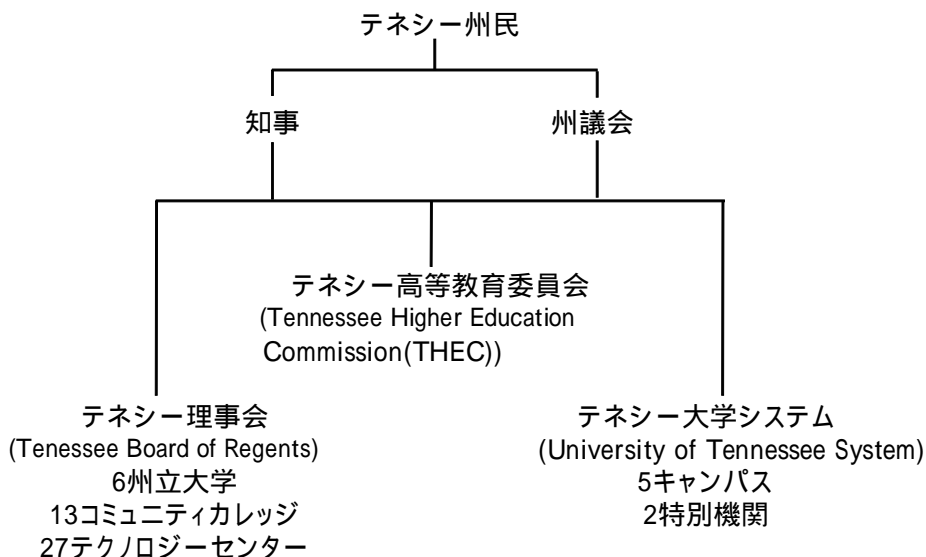 テネシー州民
知事
州議会
テネシー高等教育委員会
(Tennessee Higher Education
Commission(THEC))
テネシー理事会
(Tenessee Board of Regents)
6州立大学
13コミュニティカレッジ
27テクノロジーセンター
テネシー大学システム
(University of Tennessee System)
5キャンパス
2特別機関